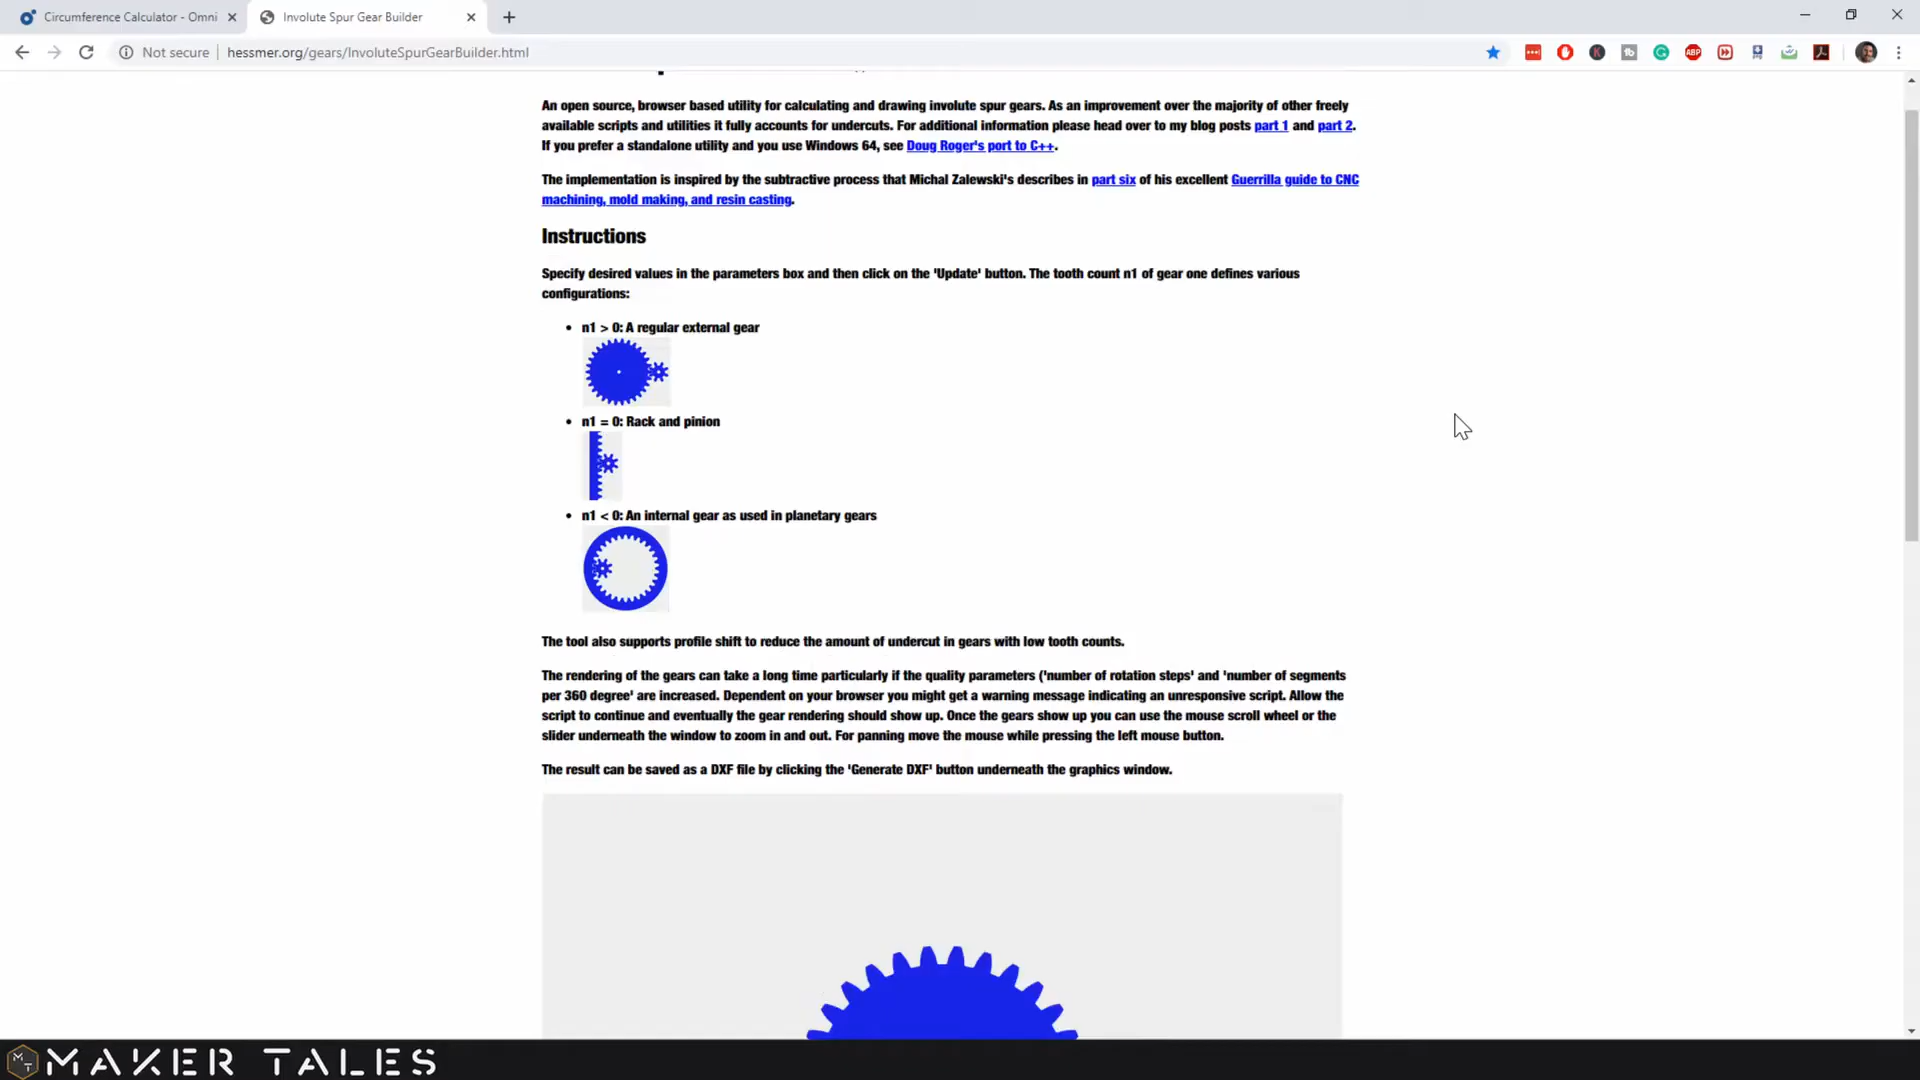 Circumference Calculator - Omni
Involute Spur Gear Builder
Not secure
hessmer.org/gears/InvoluteSpurGearBuilder.html
An open source, browser based utility for calculating and drawing involute spur gears. As an improvement over the majority of other freely
available scripts and utilities it fully accounts for undercuts. For additional information please head over to my blog posts part 1 and part 2.
If you prefer a standalone utility and you use Windows 64, see Doug Roger's port to C++.
The implementation is inspired by the subtractive process that Michal Zalewski's describes in part six of his excellent Guerrilla guide to CNC
machining, mold making, and resin casting.
Instructions
Specify desired values in the parameters box and then click on the 'Update' button. The tooth count n1 of gear one defines various
configurations:
• n1 > 0: A regular external gear
• n1 = 0: Rack and pinion
• n1 < 0: An internal gear as used in planetary gears
The tool also supports profile shift to reduce the amount of undercut in gears with low tooth counts.
The rendering of the gears can take a long time particularly if the quality parameters ('number of rotation steps' and 'number of segments
per 360 degree' are increased. Dependent on your browser you might get a warning message indicating an unresponsive script. Allow the
script to continue and eventually the gear rendering should show up. Once the gears show up you can use the mouse scroll wheel or the
slider underneath the window to zoom in and out. For panning move the mouse while pressing the left mouse button.
The result can be saved as a DXF file by clicking the 'Generate DXF' button underneath the graphics window.
MAKER TALES